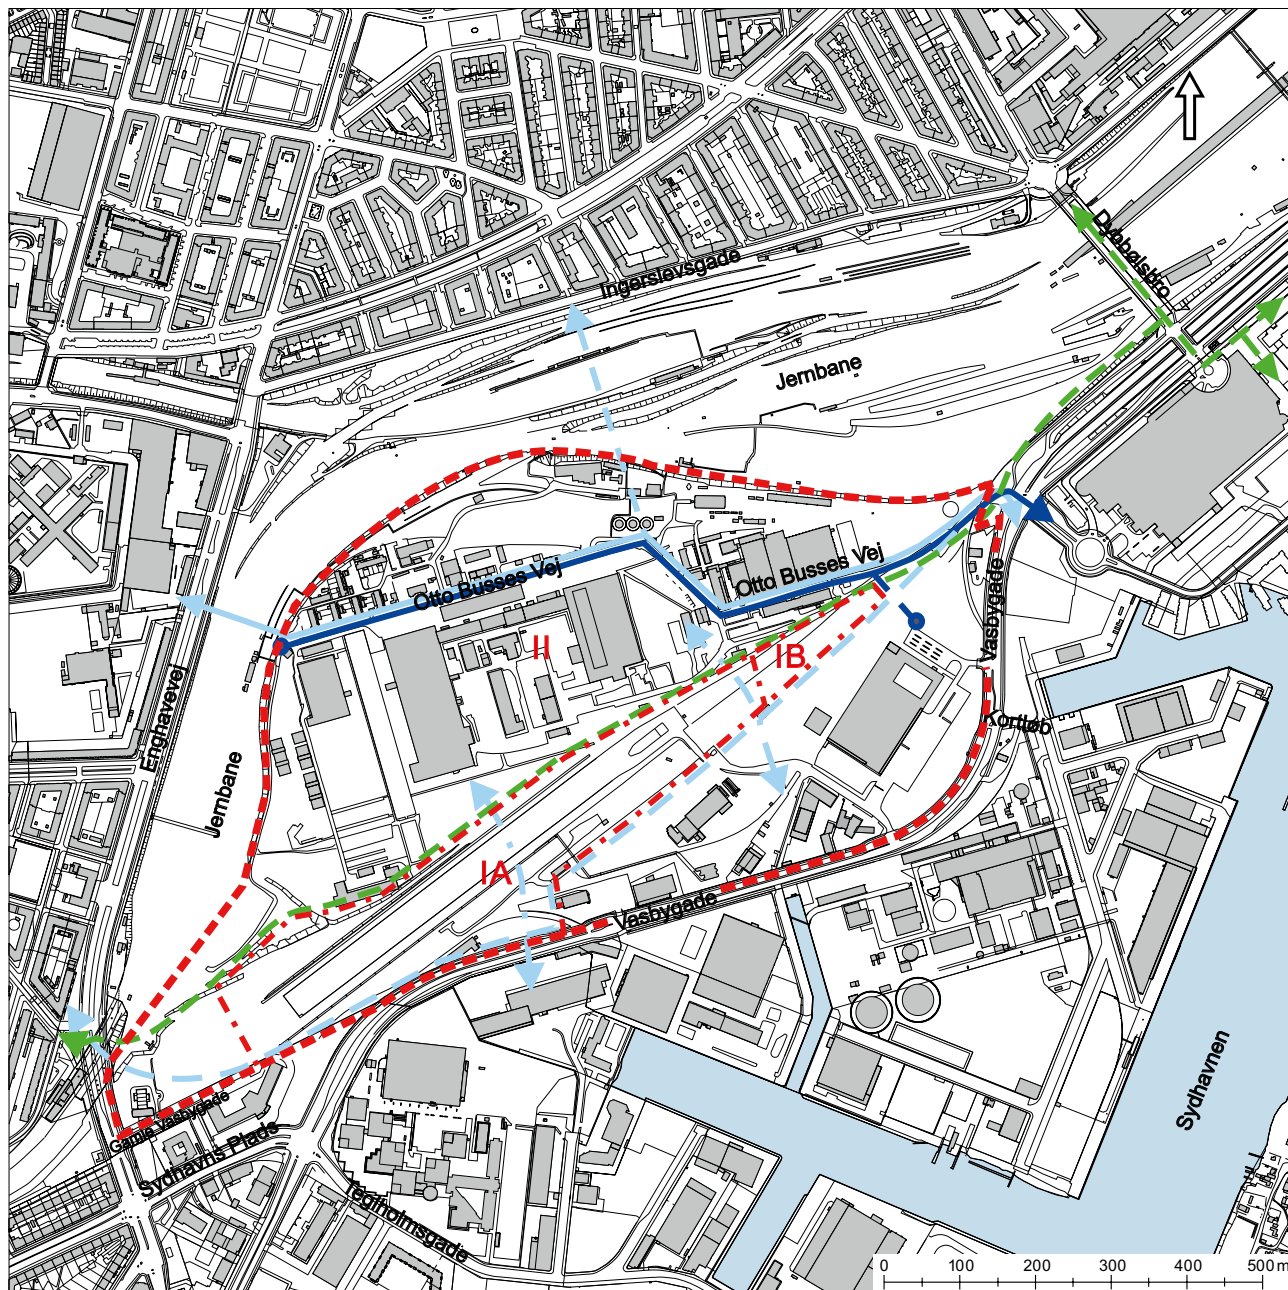 Dybbølsbro
Ingerslevsgade
Jernbane
Otto Busses Vej
Otto Busses Vej
II
IB
Vasbygade
Kortløb
Enghavevej
Jernbane
IA
Vasbygade
Sydhavnen
Gamle Vasbygade
Sydhavns Plads
Teglholmsgade
0 100 200 300 400 500 m